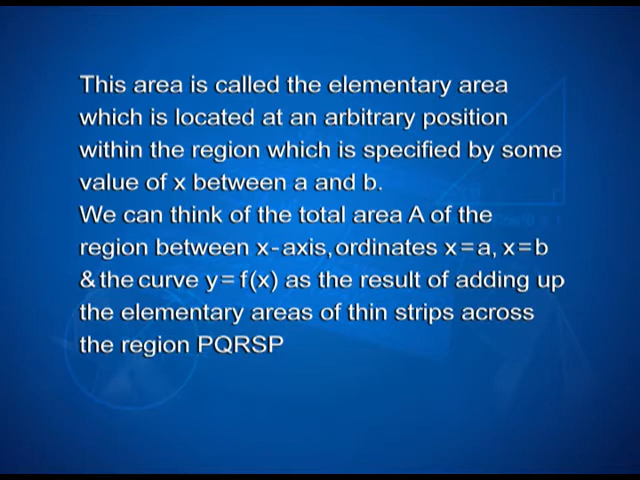 This area is called the elementary area
which is located at an arbitrary position
within the region which is specified by some
value of x between a and b.
We can think of the total area A of the
region between x-axis, ordinates x=a, x=b
& the curve y=f(x) as the result of adding up
the elementary areas of thin strips across
the region PQRSP